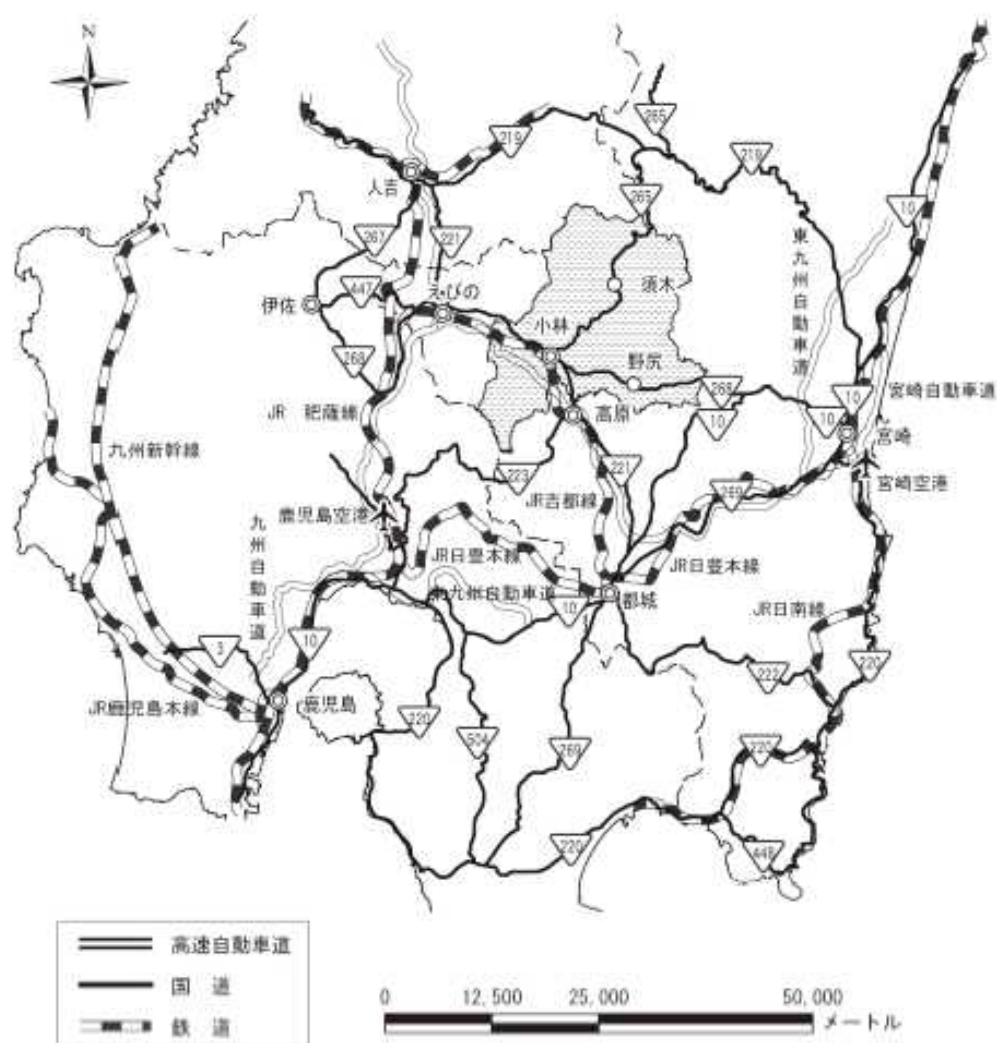 N
265
219
219
人吉
265
10
267
221
東九州自動車道
447
えびの
須木
伊佐
小林
268
野尻
268
宮崎自動車道
10
JR 肥薩線
高原
10
10
宮崎
九州新幹線
223
221
宮崎空港
JR吉都線
269
鹿児島空港
九州自動車道
JR日豊本線
JR日豊本線
東九州自動車道
10
都城
JR日南線
3
10
222
220
JR鹿児島本線
鹿児島
220
504
269
220
220
448
高速自動車道
国 道
鉄 道
0 12,500 25,000 50,000
メートル